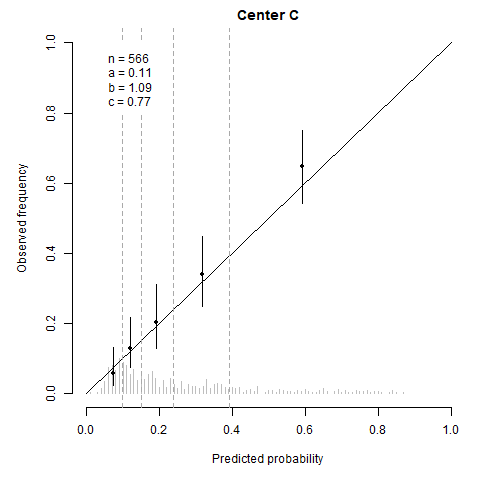 Center C
n = 566
a = 0.11
b = 1.09
c = 0.77
Observed frequency
1.0
0.8
0.6
0.4
0.2
0.0
0.0 0.2 0.4 0.6 0.8 1.0
Predicted probability